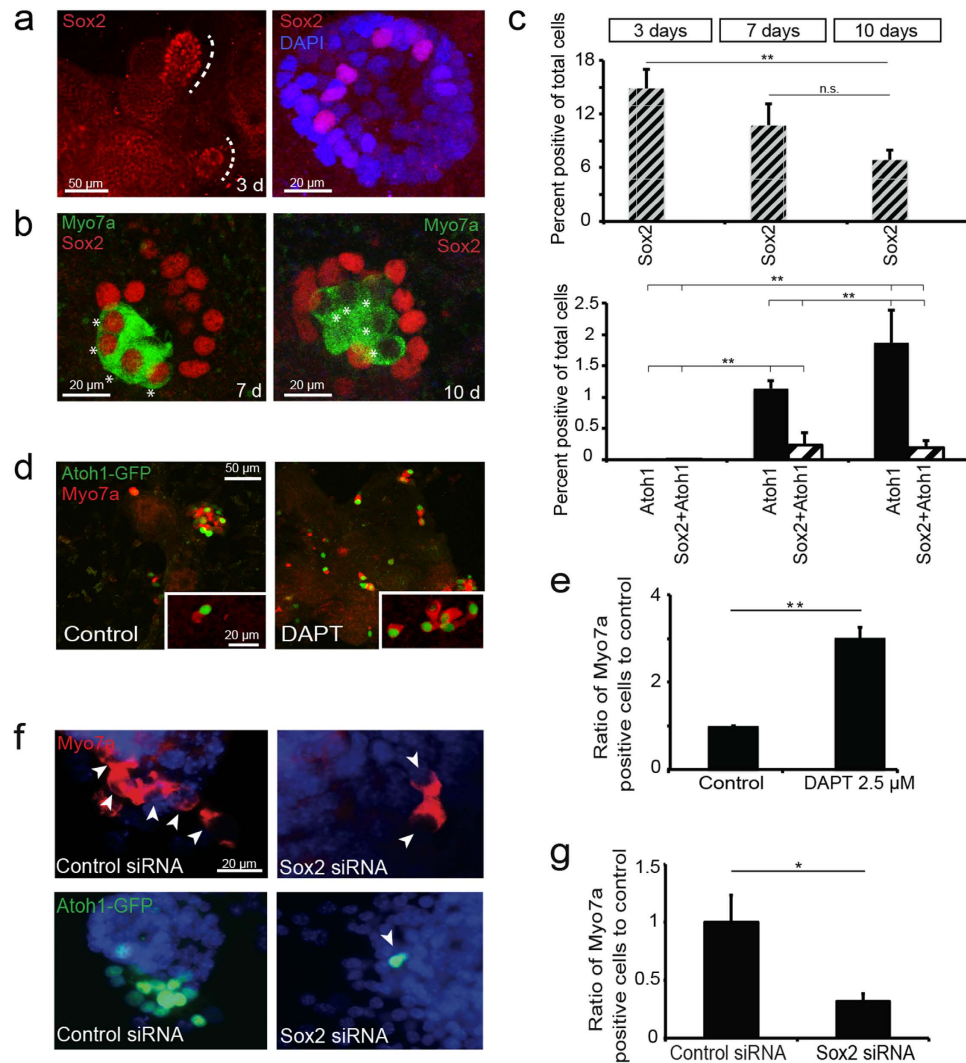 a
Sox2
50 µm
3 d
Sox2
DAPI
20 µm
b
Myo7a
Sox2
*
*
*
*
20 µm
7 d
Myo7a
Sox2
* *
*
*
*
20 µm
10 d
c
3 days
7 days
10 days
Percent positive of total cells
18
15
12
9
6
3
0
**
n.s.
Sox2
Sox2
Sox2
Percent positive of total cells
2.5
2
1.5
1
0.5
0
**
**
**
Atoh1
Sox2+Atoh1
Atoh1
Sox2+Atoh1
Atoh1
Sox2+Atoh1
d
Atoh1-GFP
Myo7a
50 µm
Control
20 µm
DAPT
e
Ratio of Myo7a
positive cells to control
4
2
0
**
Control
DAPT 2.5 µM
f
Myo7a
Control siRNA
20 µm
Sox2 siRNA
Atoh1-GFP
Control siRNA
Sox2 siRNA
g
Ratio of Myo7a
positive cells to control
1.5
1
0.5
0
*
Control siRNA
Sox2 siRNA